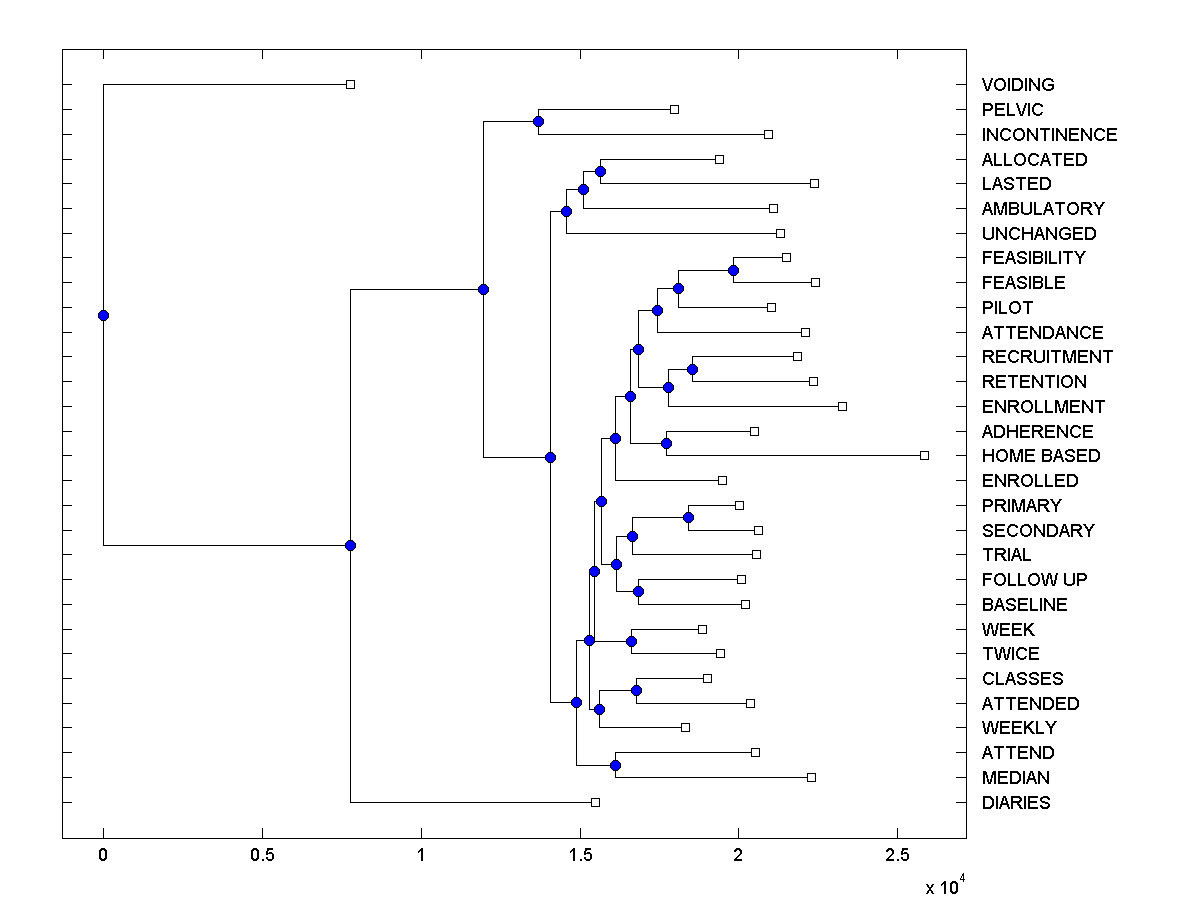 VOIDING
PELVIC
INCONTINENCE
ALLOCATED
LASTED
AMBULATORY
UNCHANGED
FEASIBILITY
FEASIBLE
PILOT
ATTENDANCE
RECRUITMENT
RETENTION
ENROLLMENT
ADHERENCE
HOME BASED
ENROLLED
PRIMARY
SECONDARY
TRIAL
FOLLOW UP
BASELINE
WEEK
TWICE
CLASSES
ATTENDED
WEEKLY
ATTEND
MEDIAN
DIARIES
0 0.5 1 1.5 2 2.5
x 10^4